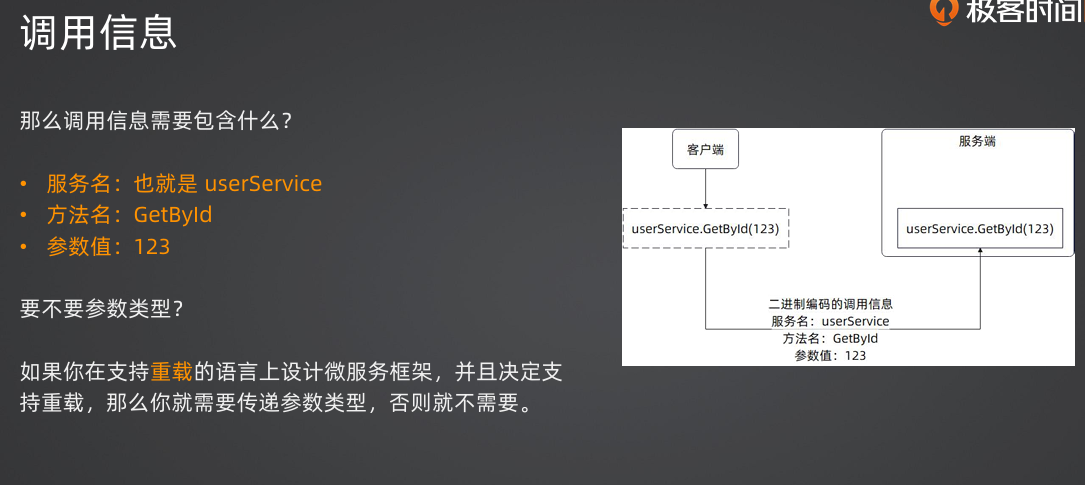 调用信息
极客时间
那么调用信息需要包含什么？
• 服务名：也就是 userService
• 方法名：GetById
• 参数值：123
要不要参数类型？
如果你在支持重载的语言上设计微服务框架，并且决定支
持重载，那么你就需要传递参数类型，否则就不需要。
客户端
服务端
userService.GetById(123)
userService.GetById(123)
二进制编码的调用信息
服务名：userService
方法名：GetById
参数值：123